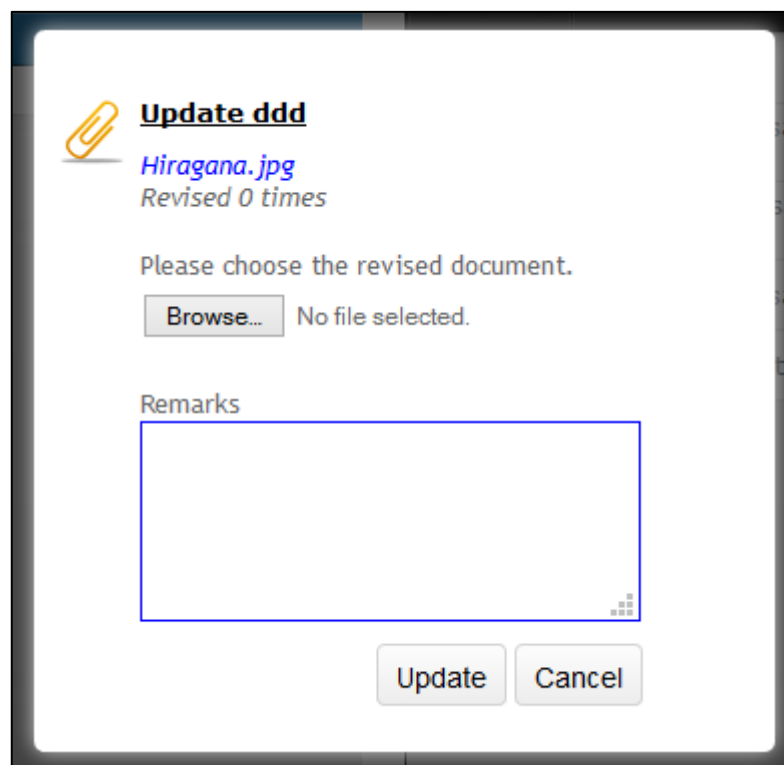 Update ddd
Hiragana.jpg
Revised 0 times
Please choose the revised document.
Browse... No file selected.
Remarks
Update Cancel